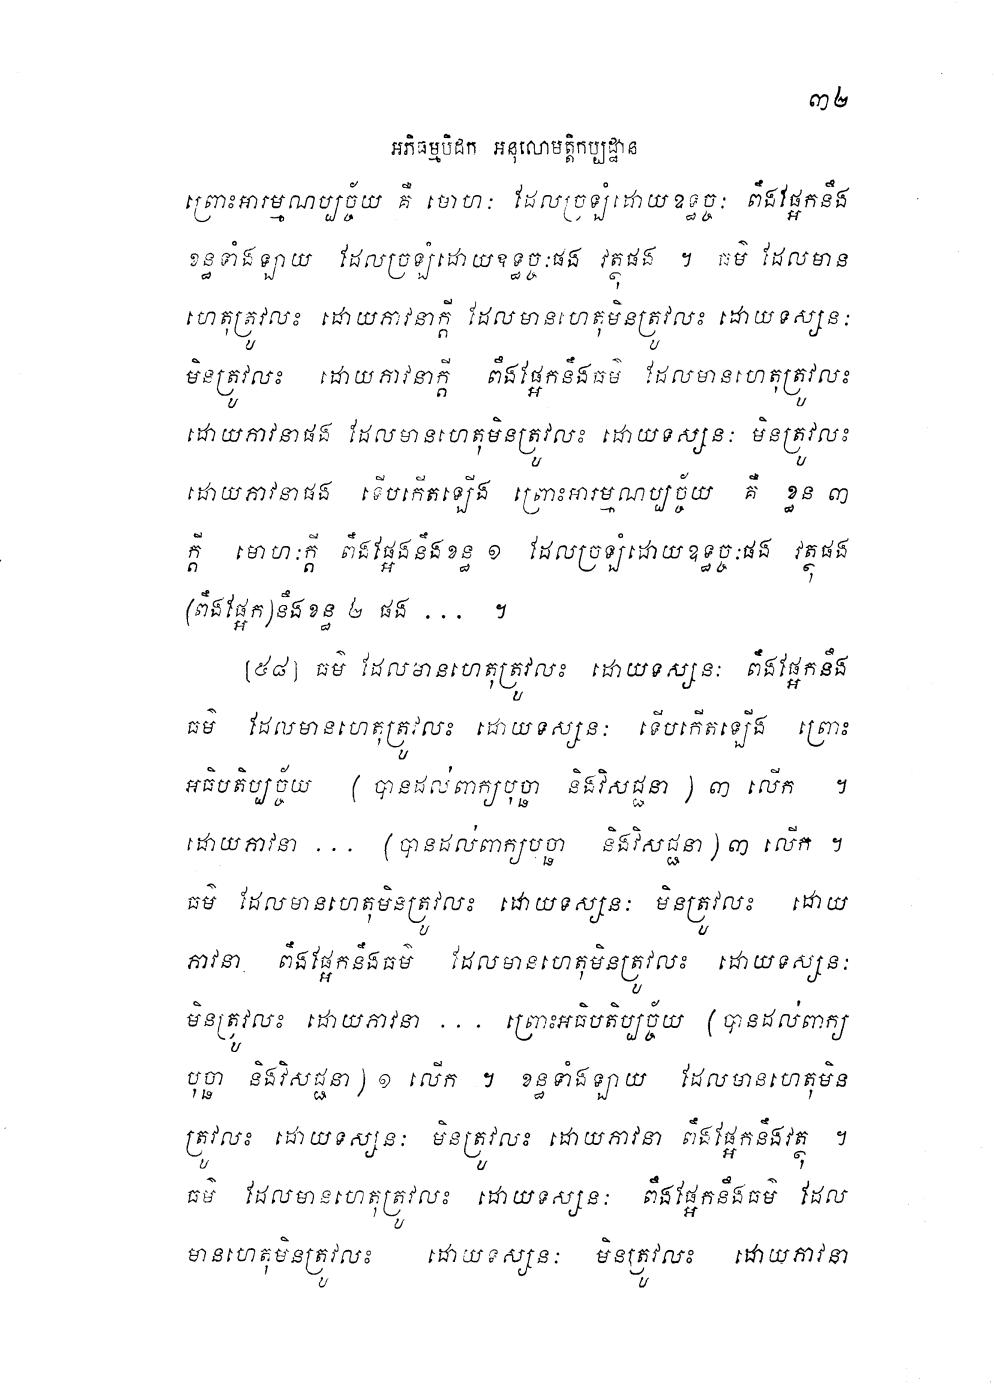 ៣២
អភិធម្មបិដក អនុលោមត្តិកប្បដ្ឋាន
ព្រោះអារម្មណប្បច្ច័យ គឺ មោហៈ ដែលច្រឡំដោយឧទ្ធច្ចៈ ពឹងផ្អែកនឹង
ខន្ធទាំងឡាយ ដែលច្រឡំដោយឧទ្ធច្ចៈផង វត្ថុផង ។ ធម៌ ដែលមាន
ហេតុត្រូវលះ ដោយភាវនាក្តី ដែលមានហេតុមិនត្រូវលះ ដោយទស្សនៈ
មិនត្រូវលះ ដោយភាវនាក្តី ពឹងផ្អែកនឹងធម៌ ដែលមានហេតុត្រូវលះ
ដោយភាវនាផង ដែលមានហេតុមិនត្រូវលះ ដោយទស្សនៈ មិនត្រូវលះ
ដោយភាវនាផង ទើបកើតឡើង ព្រោះអារម្មណប្បច្ច័យ គឺ ខន្ធ ៣
ក្តី មោហៈក្តី ពឹងផ្អែងនឹងខន្ធ ១ ដែលច្រឡំដោយឧទ្ធច្ចៈផង វត្ថុផង
(ពឹងផ្អែក)នឹងខន្ធ ២ ផង ... ។
[៥៨] ធម៌ ដែលមានហេតុត្រូវលះ ដោយទស្សនៈ ពឹងផ្អែកនឹង
ធម៌ ដែលមានហេតុត្រូវលះ ដោយទស្សនៈ ទើបកើតឡើង ព្រោះ
អធិបតិប្បច្ច័យ ( បានដល់ពាក្យបុច្ឆា និងវិសជ្ជនា ) ៣ លើក ។
ដោយភាវនា ... (បានដល់ពាក្យបុច្ឆា និងវិសជ្ជនា) ៣ លើក ។
ធម៌ ដែលមានហេតុមិនត្រូវលះ ដោយទស្សនៈ មិនត្រូវលះ ដោយ
ភាវនា ពឹងផ្អែកនឹងធម៌ ដែលមានហេតុមិនត្រូវលះ ដោយទស្សនៈ
មិនត្រូវលះ ដោយភាវនា ... ព្រោះអធិបតិប្បច្ច័យ (បានដល់ពាក្យ
បុច្ឆា និងវិសជ្ជនា) ១ លើក ។ ខន្ធទាំងឡាយ ដែលមានហេតុមិន
ត្រូវលះ ដោយទស្សនៈ មិនត្រូវលះ ដោយភាវនា ពឹងផ្អែកនឹងវត្ថុ ។
ធម៌ ដែលមានហេតុត្រូវលះ ដោយទស្សនៈ ពឹងផ្អែកនឹងធម៌ ដែល
មានហេតុមិនត្រូវលះ ដោយទស្សនៈ មិនត្រូវលះ ដោយភាវនា